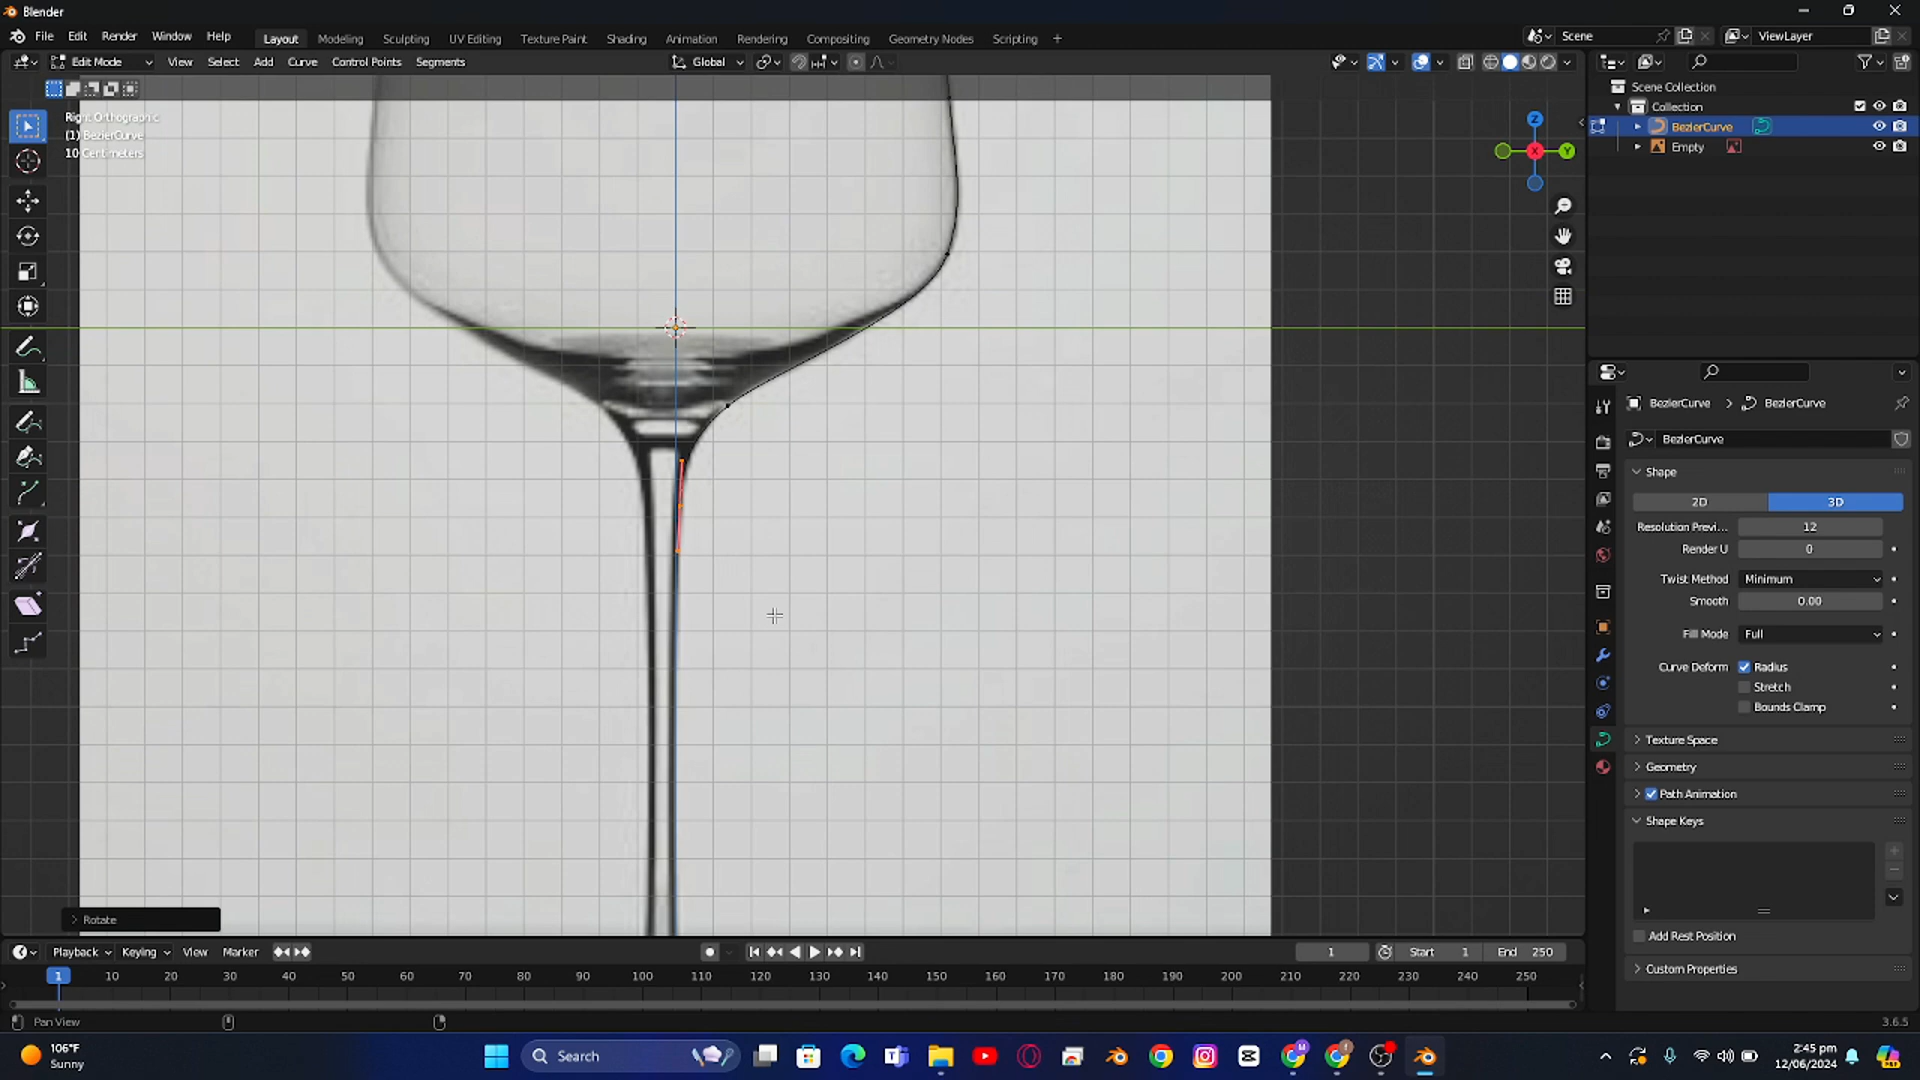 Blender
File Edit Render Window Help
Layout Modeling Sculpting UV Editing Texture Paint Shading Animation Rendering Compositing Geometry Nodes Scripting +
Scene
ViewLayer
Edit Mode View Select Add Curve Control Points Segments
Global
Right Orthographic
(1) BezierCurve
10 Centimeters
Z
Y
X
Scene Collection
Collection
BezierCurve
Empty
BezierCurve > BezierCurve
BezierCurve
Shape
2D 3D
Resolution Previ... 12
Render U 0
Twist Method Minimum
Smooth 0.00
Fill Mode Full
Curve Deform Radius
Stretch
Bounds Clamp
Texture Space
Geometry
Path Animation
Shape Keys
Add Rest Position
Custom Properties
Rotate
Playback Keying View Marker
1 Start 1 End 250
1 10 20 30 40 50 60 70 80 90 100 110 120 130 140 150 160 170 180 190 200 210 220 230 240 250
Pan View
3.6.5
106°F
Sunny
Search
2:45 pm
12/06/2024